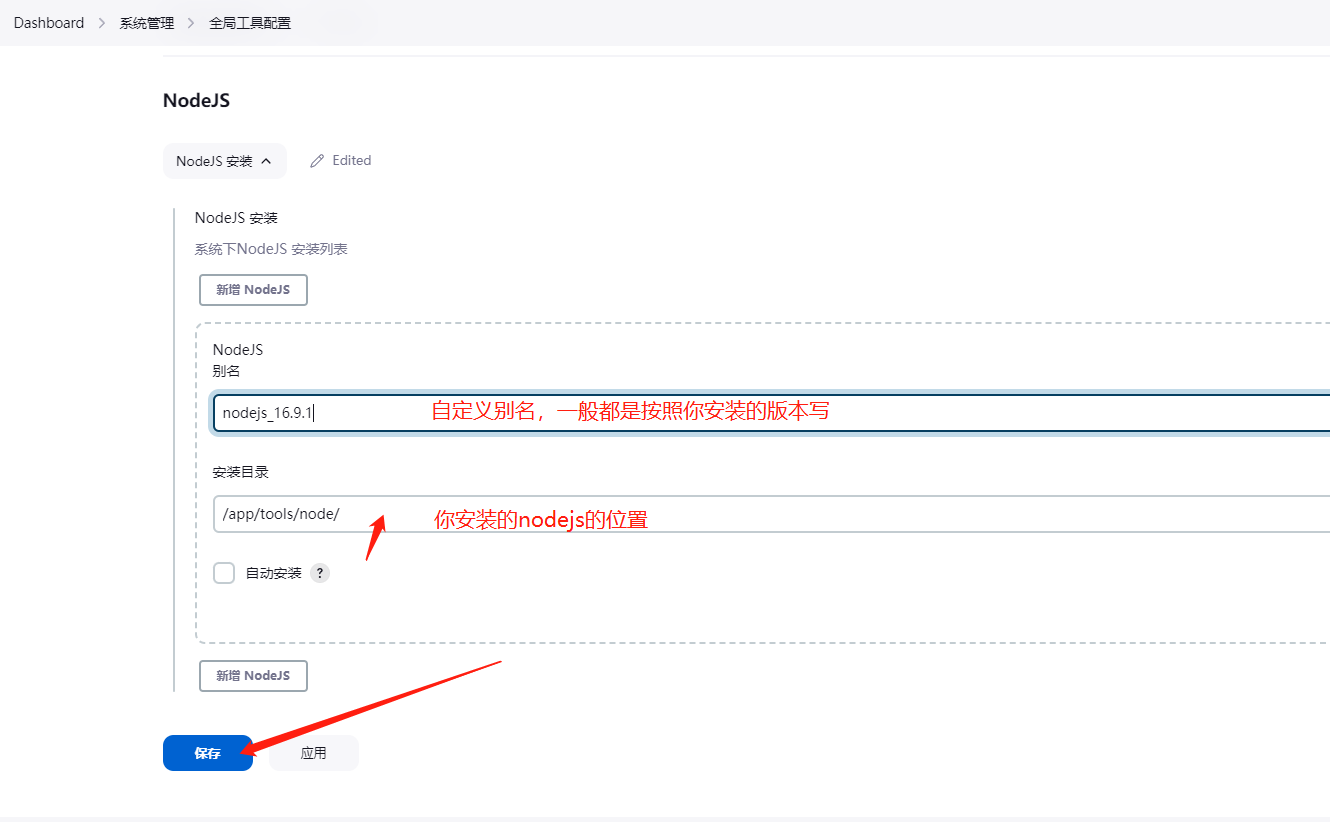 Dashboard > 系统管理 > 全局工具配置
NodeJS
NodeJS 安装 Edited
NodeJS 安装
系统下NodeJS 安装列表
新增 NodeJS
NodeJS
别名
nodejs_16.9.1 自定义别名，一般都是按照你安装的版本写
安装目录
/app/tools/node/ 你安装的nodejs的位置
自动安装 ?
新增 NodeJS
保存 应用